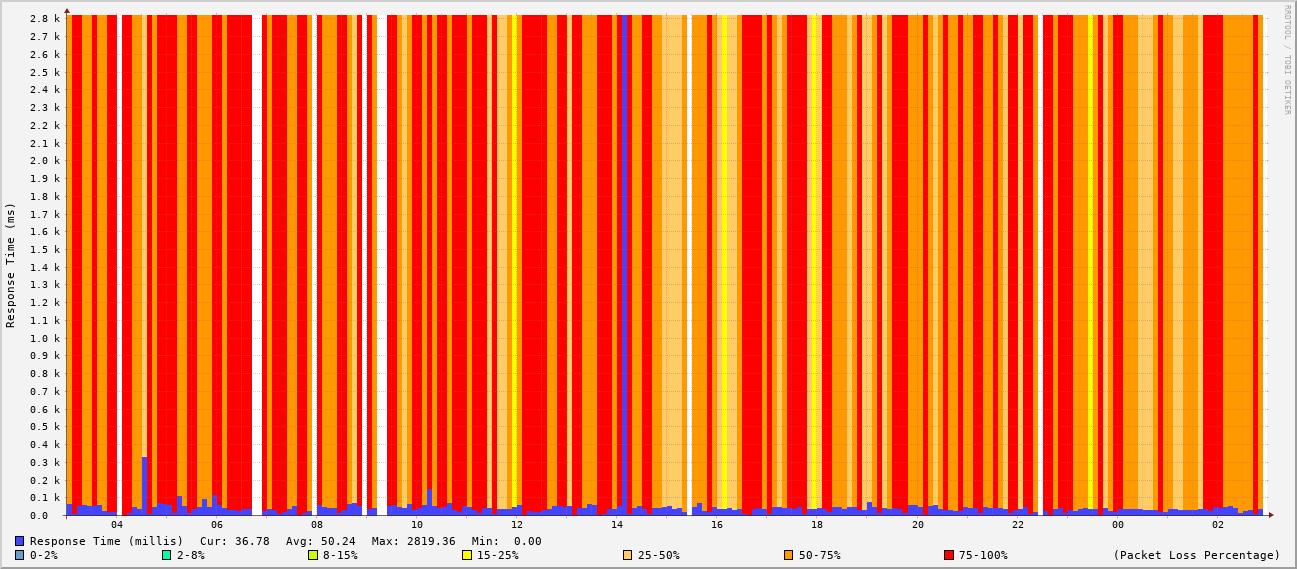 RRDTOOL / TOBI OETIKER
Response Time (ms)
2.8 k
2.7 k
2.6 k
2.5 k
2.4 k
2.3 k
2.2 k
2.1 k
2.0 k
1.9 k
1.8 k
1.7 k
1.6 k
1.5 k
1.4 k
1.3 k
1.2 k
1.1 k
1.0 k
0.9 k
0.8 k
0.7 k
0.6 k
0.5 k
0.4 k
0.3 k
0.2 k
0.1 k
0.0
04 06 08 10 12 14 16 18 20 22 00 02
Response Time (millis) Cur: 36.78 Avg: 50.24 Max: 2819.36 Min: 0.00
0-2% 2-8% 8-15% 15-25% 25-50% 50-75% 75-100% (Packet Loss Percentage)